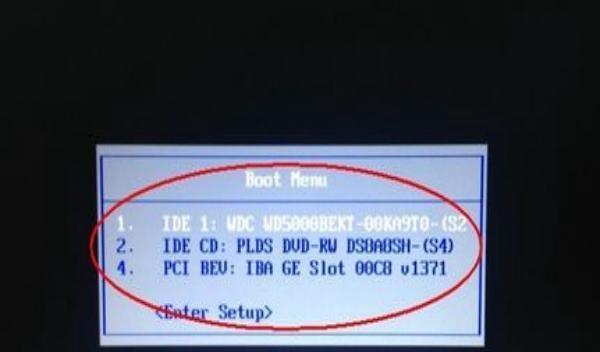 Boot Menu
1. IDE 1: WDC WD5000BEKT-00KA9T0-(S2
2. IDE CD: PLDS DVD-RW DS8A8SH-(S4)
4. PCI BEV: IBA GE Slot 00C8 v1371
<Enter Setup>